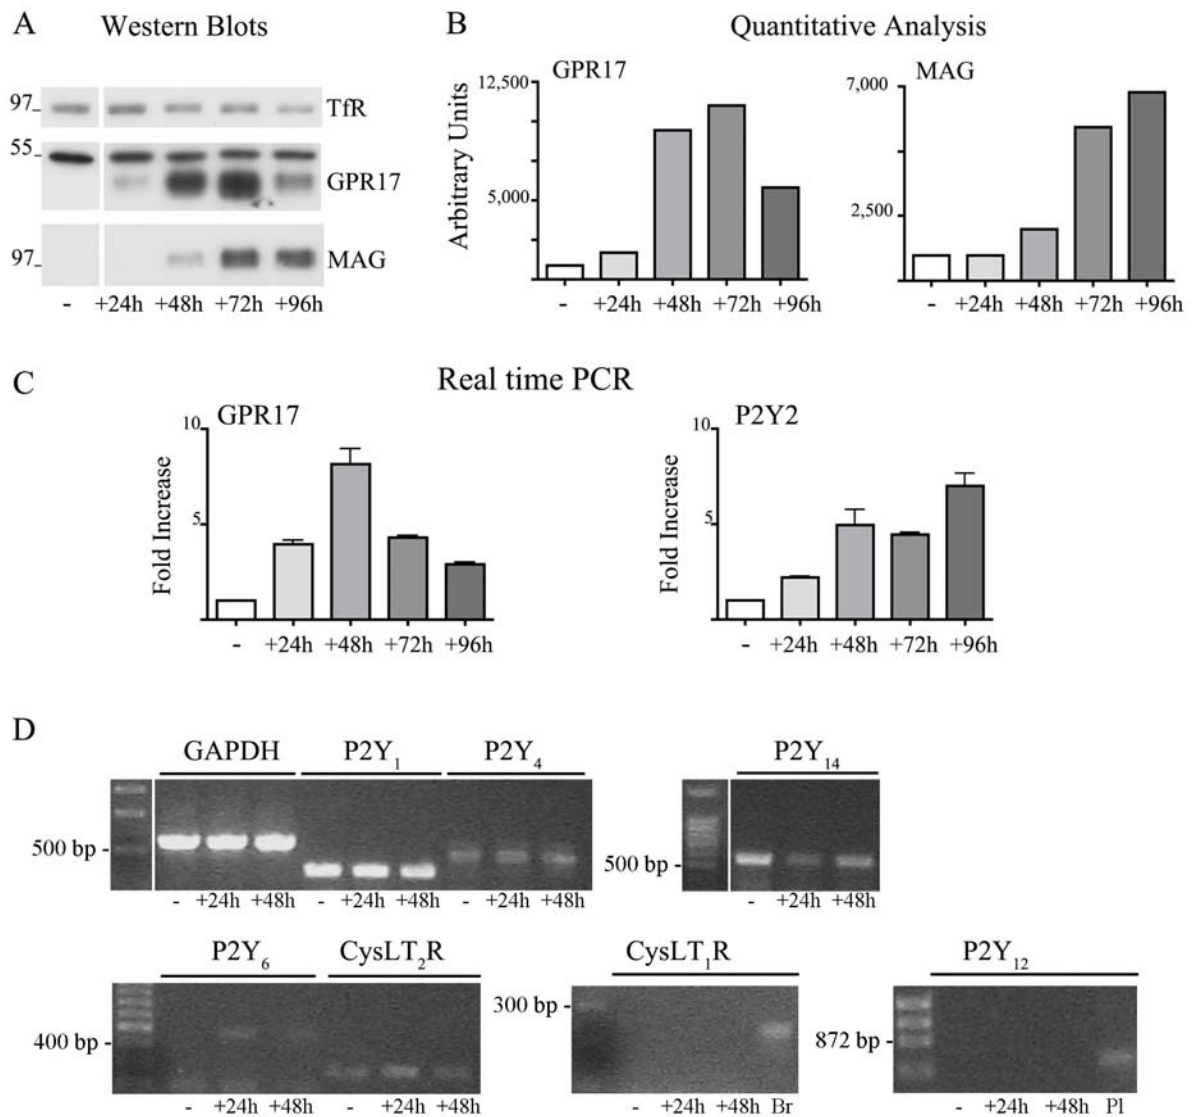 A Western Blots
97 TfR
55
GPR17
97 MAG
- +24h +48h +72h +96h
B Quantitative Analysis
GPR17
12,500
5,000
Arbitrary Units
- +24h +48h +72h +96h
MAG
7,000
2,500
- +24h +48h +72h +96h
C Real time PCR
GPR17
10
5
Fold Increase
- +24h +48h +72h +96h
P2Y2
10
5
Fold Increase
- +24h +48h +72h +96h
D
GAPDH P2Y1 P2Y4
500 bp -
- +24h +48h - +24h +48h - +24h +48h
P2Y14
500 bp -
- +24h +48h
P2Y6 CysLT2R
400 bp -
- +24h +48h - +24h +48h
CysLT1R
300 bp -
- +24h +48h Br
P2Y12
872 bp -
- +24h +48h Pl